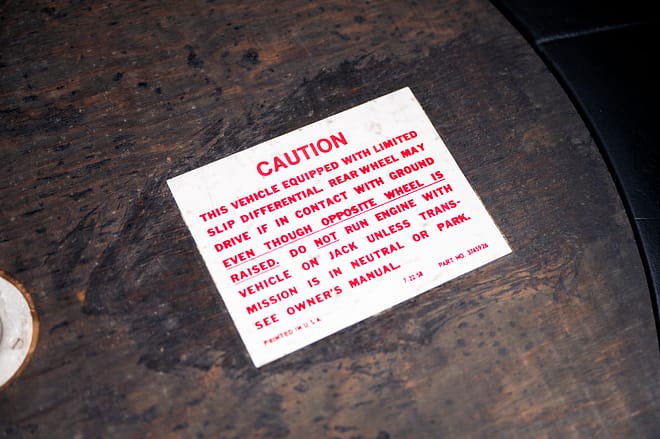 CAUTION
THIS VEHICLE EQUIPPED WITH LIMITED
SLIP DIFFERENTIAL. REAR WHEEL MAY
DRIVE IF IN CONTACT WITH GROUND
EVEN THOUGH OPPOSITE WHEEL IS
RAISED. DO NOT RUN ENGINE WITH
VEHICLE ON JACK UNLESS TRANS-
MISSION IS IN NEUTRAL OR PARK.
SEE OWNER'S MANUAL.
PRINTED IN U.S.A. 7-22-58 PART NO. 3765926